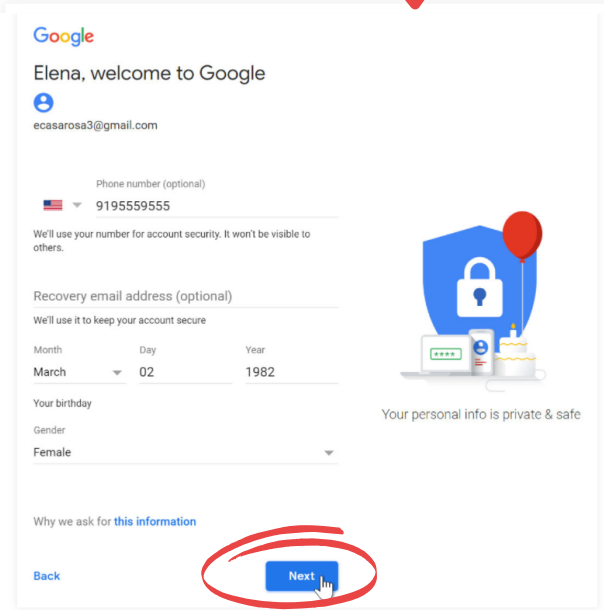 Google
Elena, welcome to Google
ecasarosa3@gmail.com
Phone number (optional)
9195559555
We'll use your number for account security. It won't be visible to
others.
Recovery email address (optional)
We'll use it to keep your account secure
Month Day Year
March 02 1982
Your birthday
Gender
Female
****
Your personal info is private & safe
Why we ask for this information
Back Next